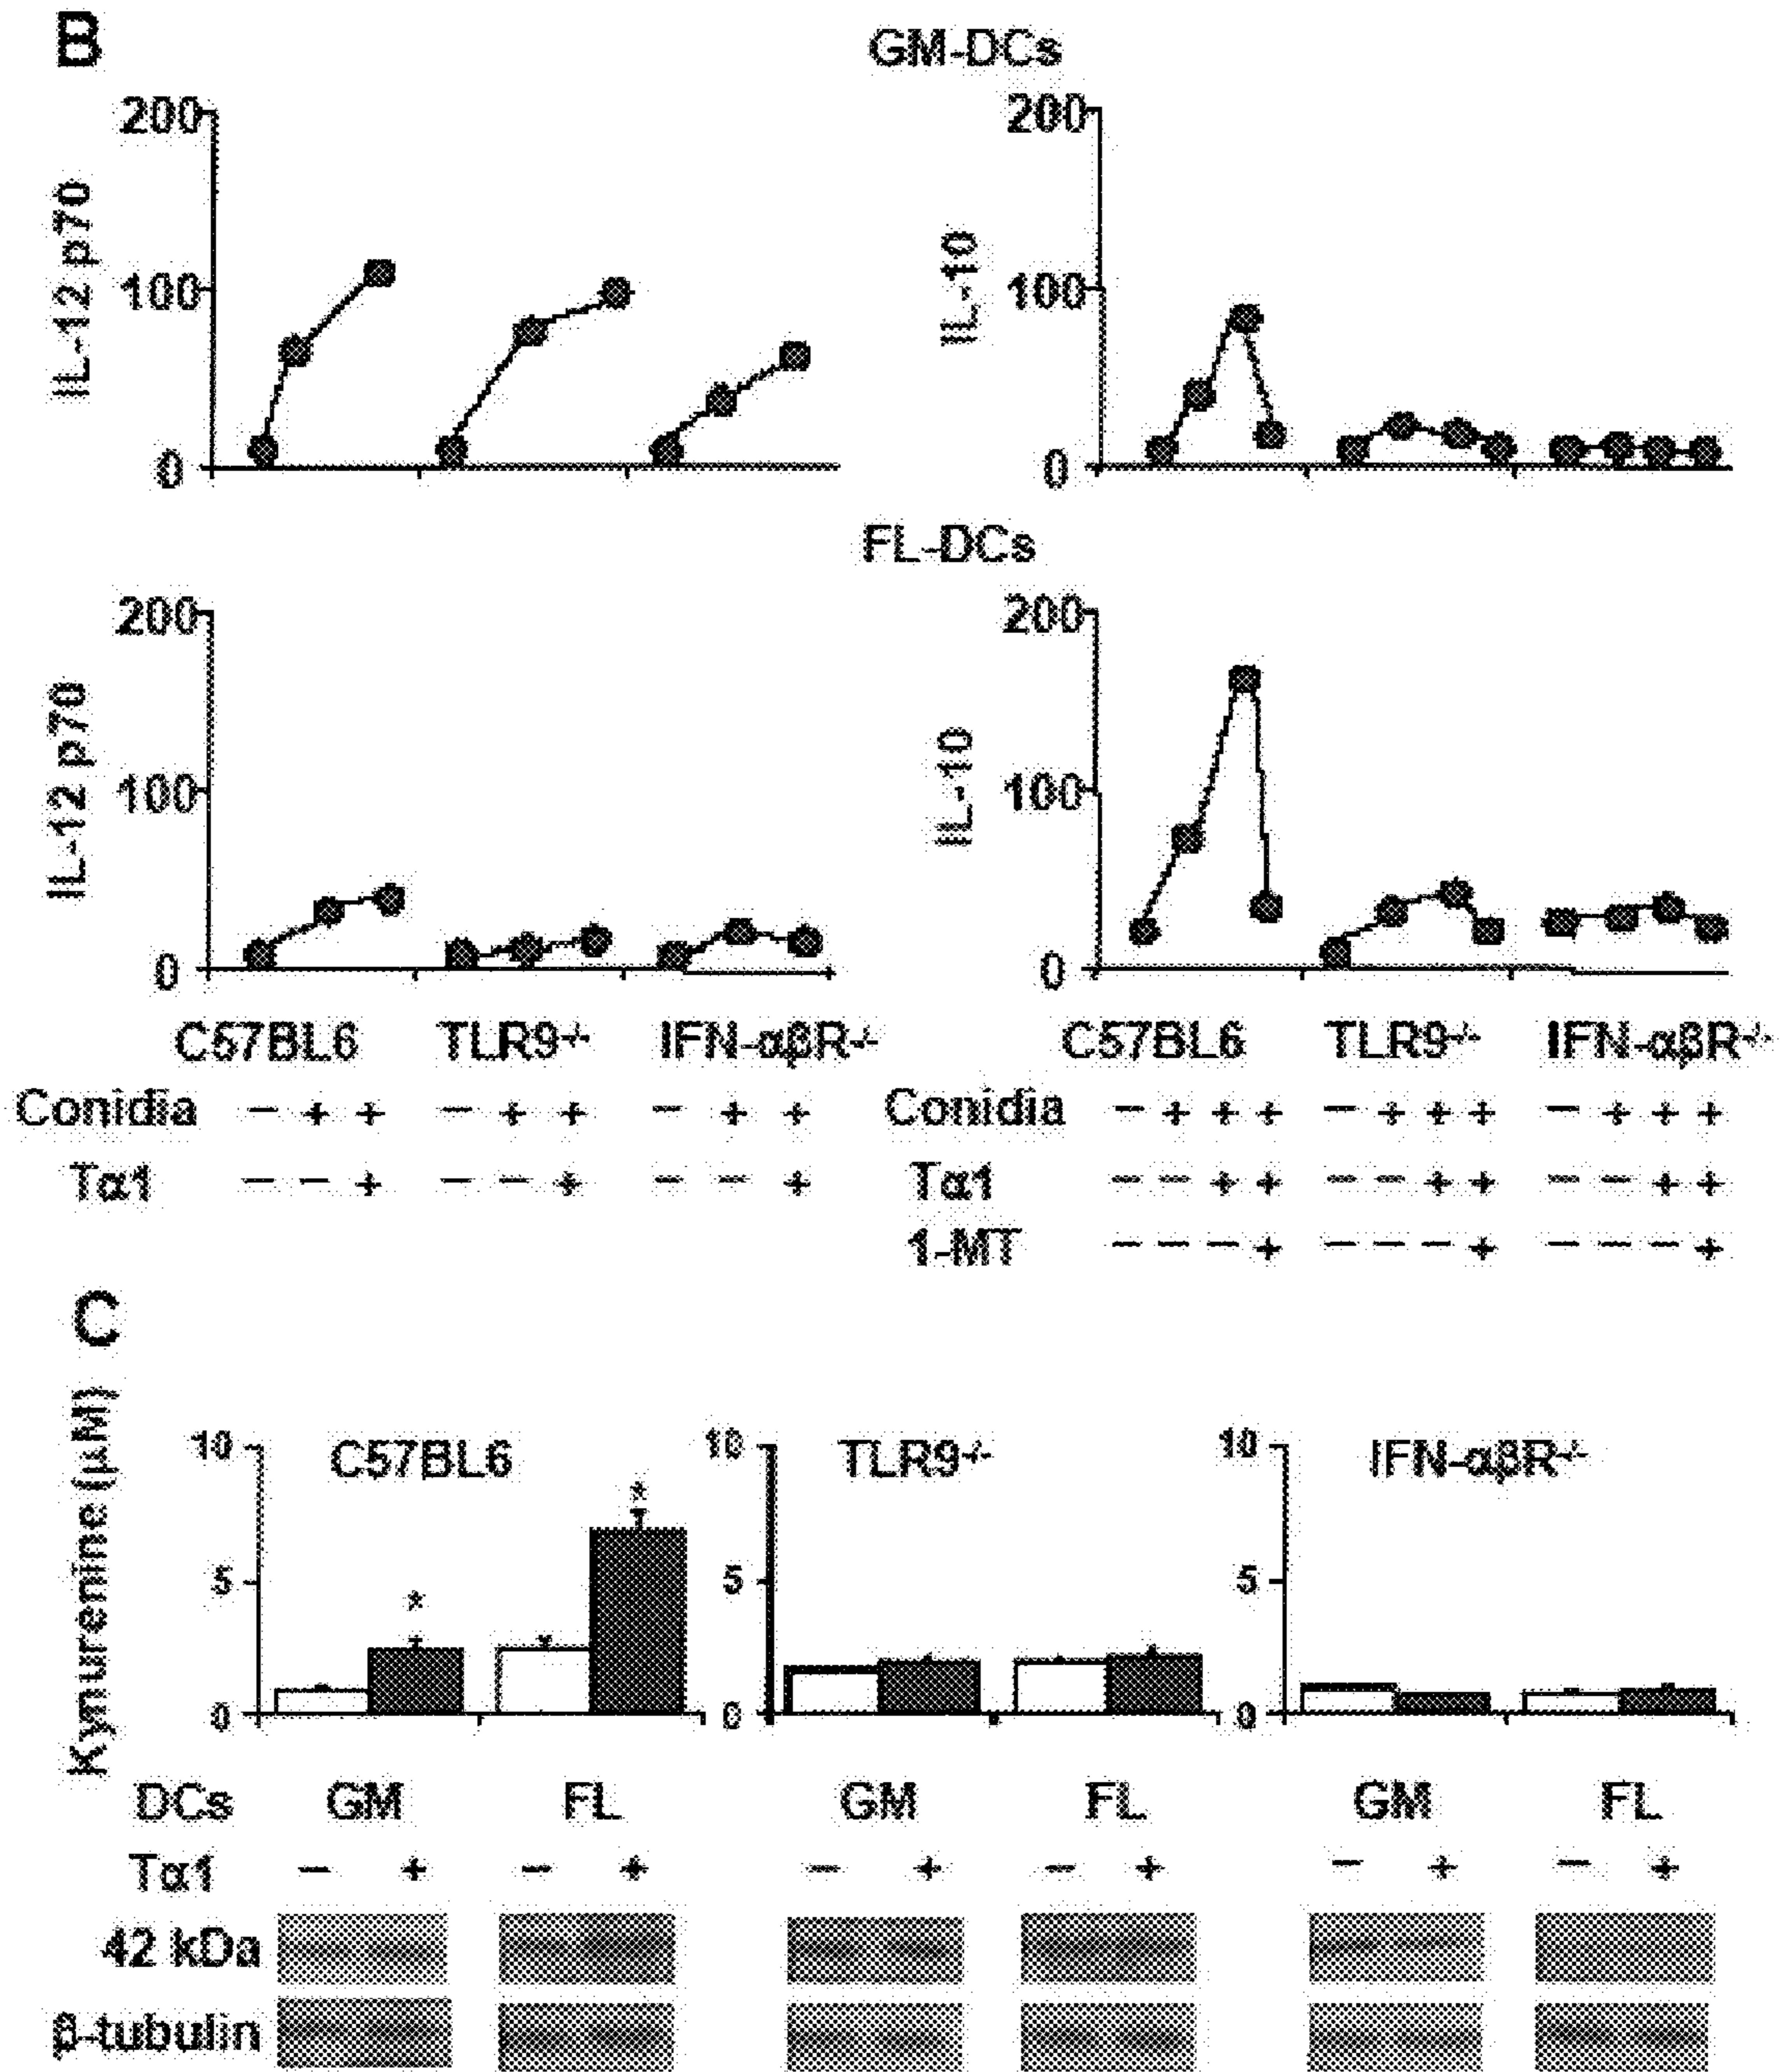 B
GM-DCs
200
100
0
IL-12 p70
200
100
0
IL-10
FL-DCs
200
100
0
IL-12 p70
200
100
0
IL-10
C57BL6 TLR9-/- IFN-αβR-/- C57BL6 TLR9-/- IFN-αβR-/-
Conidia − + + − + + − + + Conidia − + + + − + + + − + + +
Tα1 − − + − − + − − + Tα1 − − + + − − + + − − + +
1-MT − − − + − − − + − − − +
C
Kynurenine (μM)
10
5
0
C57BL6
*
*
10
5
0
TLR9-/-
10
5
0
IFN-αβR-/-
DCs GM FL GM FL GM FL
Tα1 − + − + − + − + − + − +
42 kDa
β-tubulin